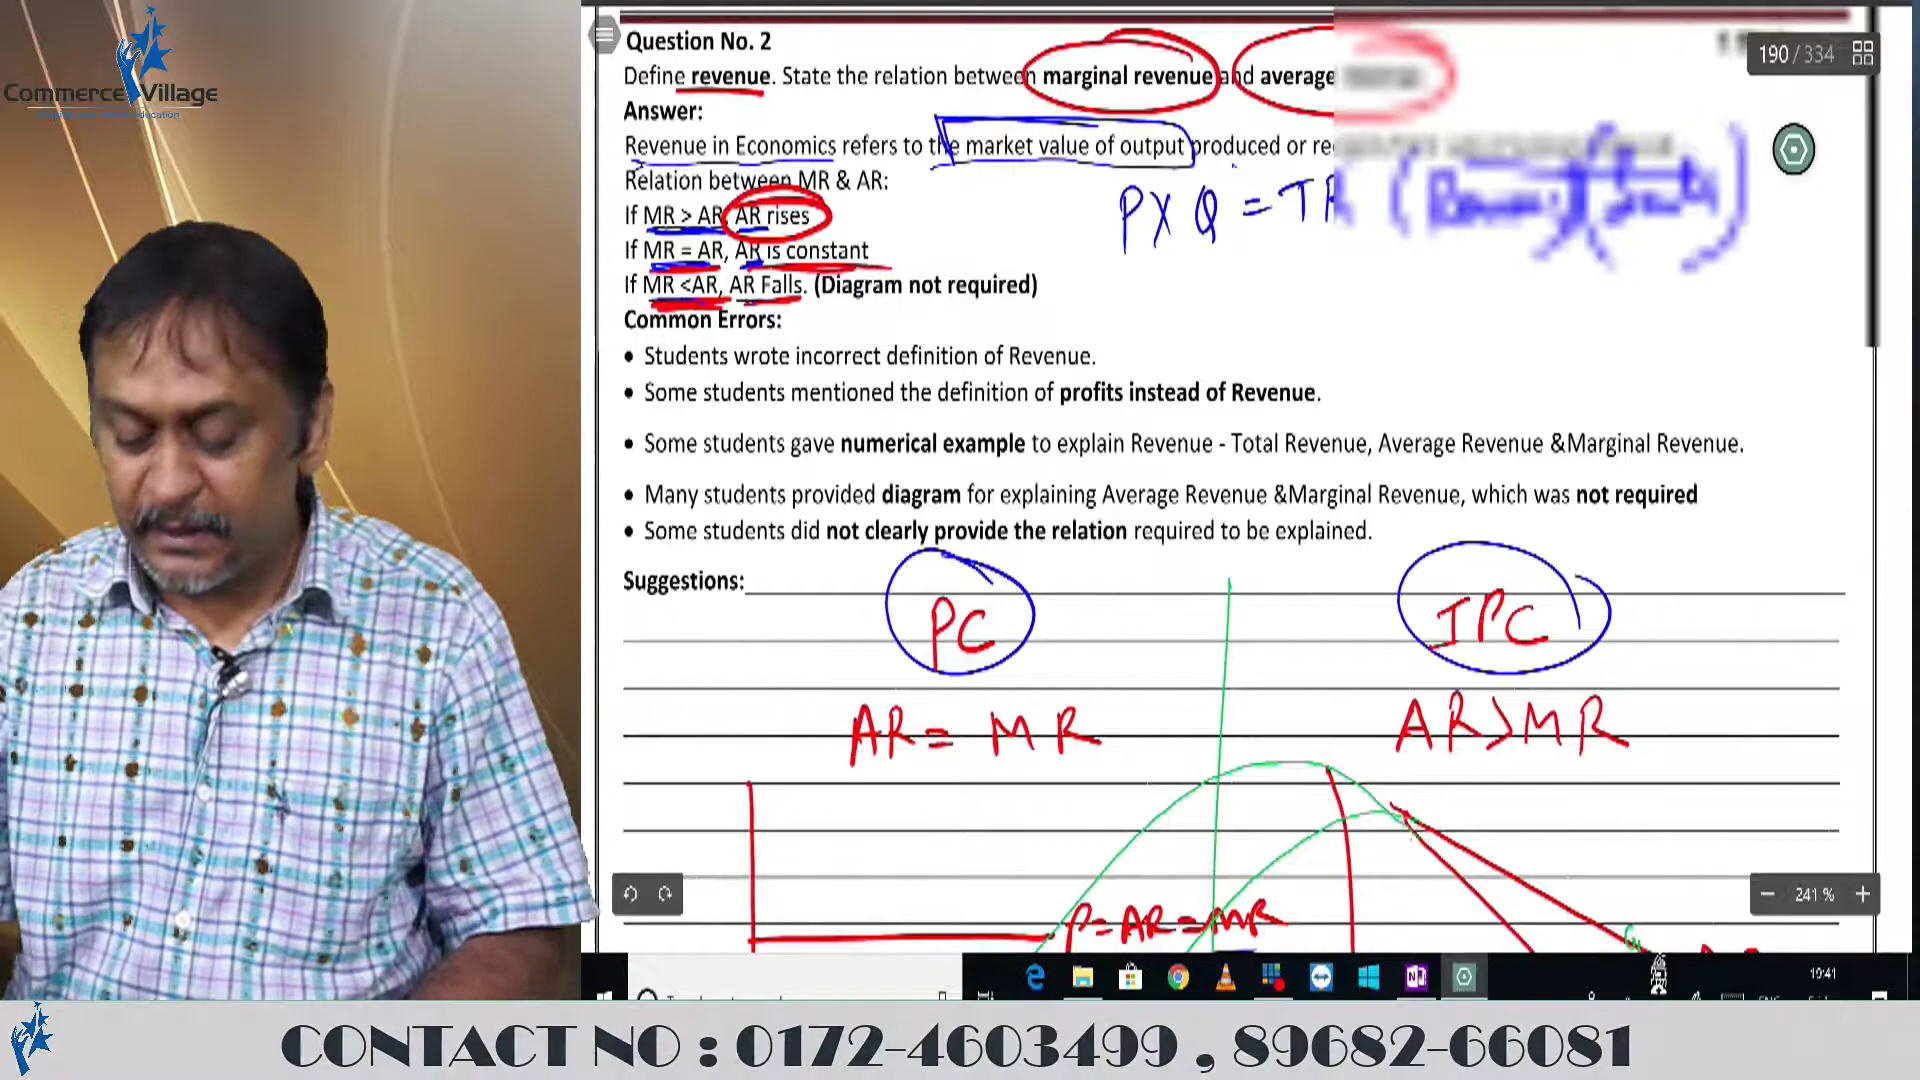 Commerce Village
Question No. 2
Define revenue. State the relation between marginal revenue and average
Answer:
Revenue in Economics refers to the market value of output produced or
P X Q = TR
Relation between MR & AR:
If MR > AR, AR rises
If MR = AR, AR is constant
If MR <AR, AR Falls. (Diagram not required)
Common Errors:
• Students wrote incorrect definition of Revenue.
• Some students mentioned the definition of profits instead of Revenue.
• Some students gave numerical example to explain Revenue - Total Revenue, Average Revenue &Marginal Revenue.
• Many students provided diagram for explaining Average Revenue &Marginal Revenue, which was not required
• Some students did not clearly provide the relation required to be explained.
Suggestions:
PC
IPC
AR = MR
AR > MR
P = AR = MR
190 / 334
241 %
19:41
CONTACT NO : 0172-4603499 , 89682-66081